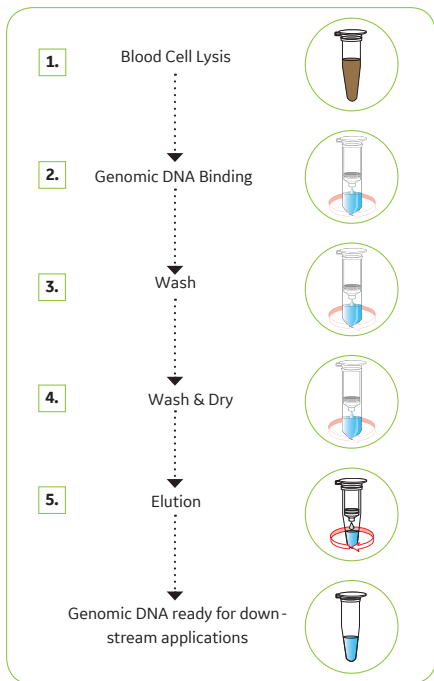 1. Blood Cell Lysis
2. Genomic DNA Binding
3. Wash
4. Wash & Dry
5. Elution
Genomic DNA ready for down-
stream applications